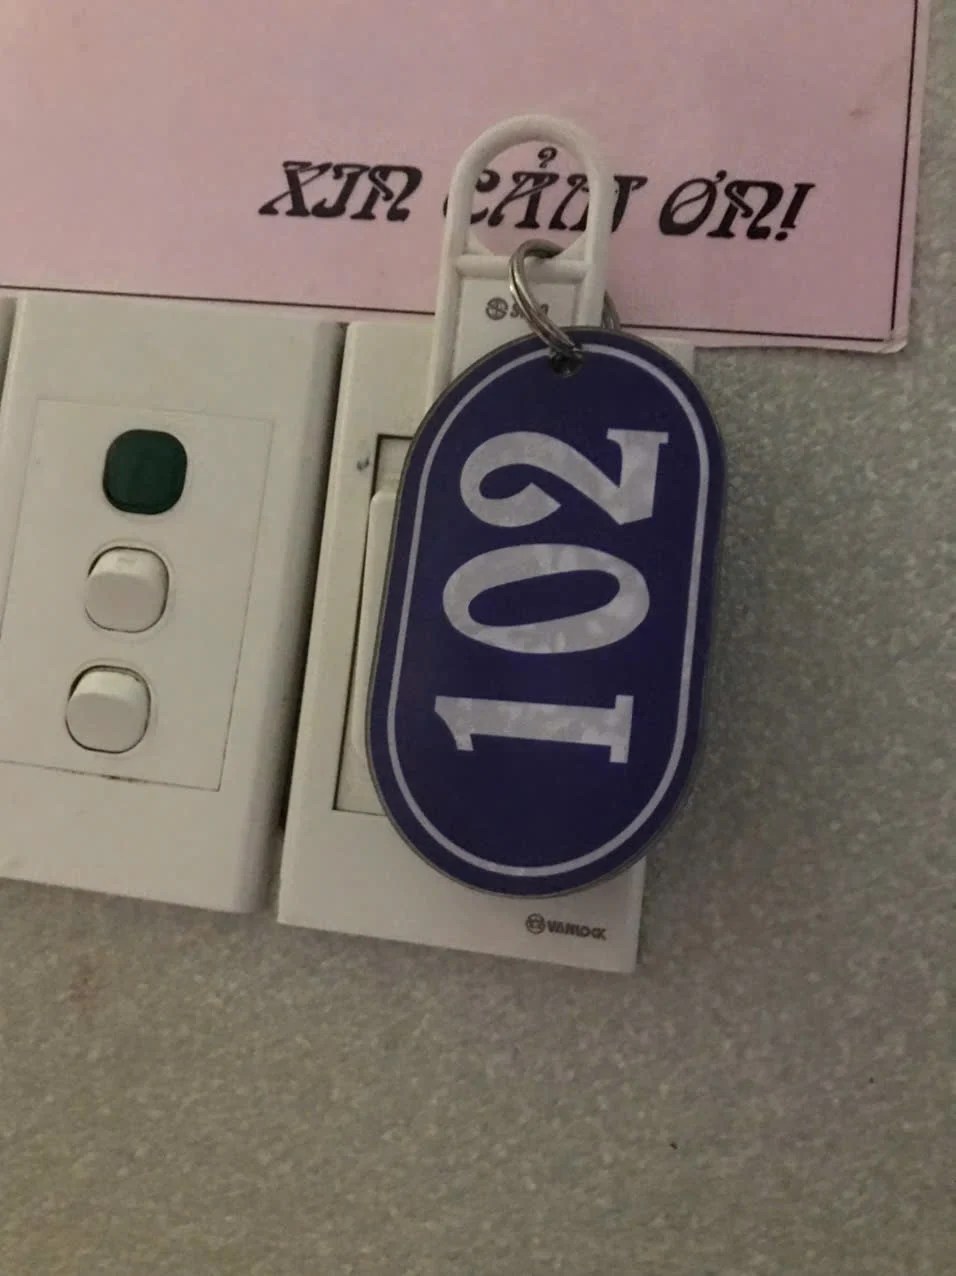 XIN CẢM ƠN!
102
VANLOCK